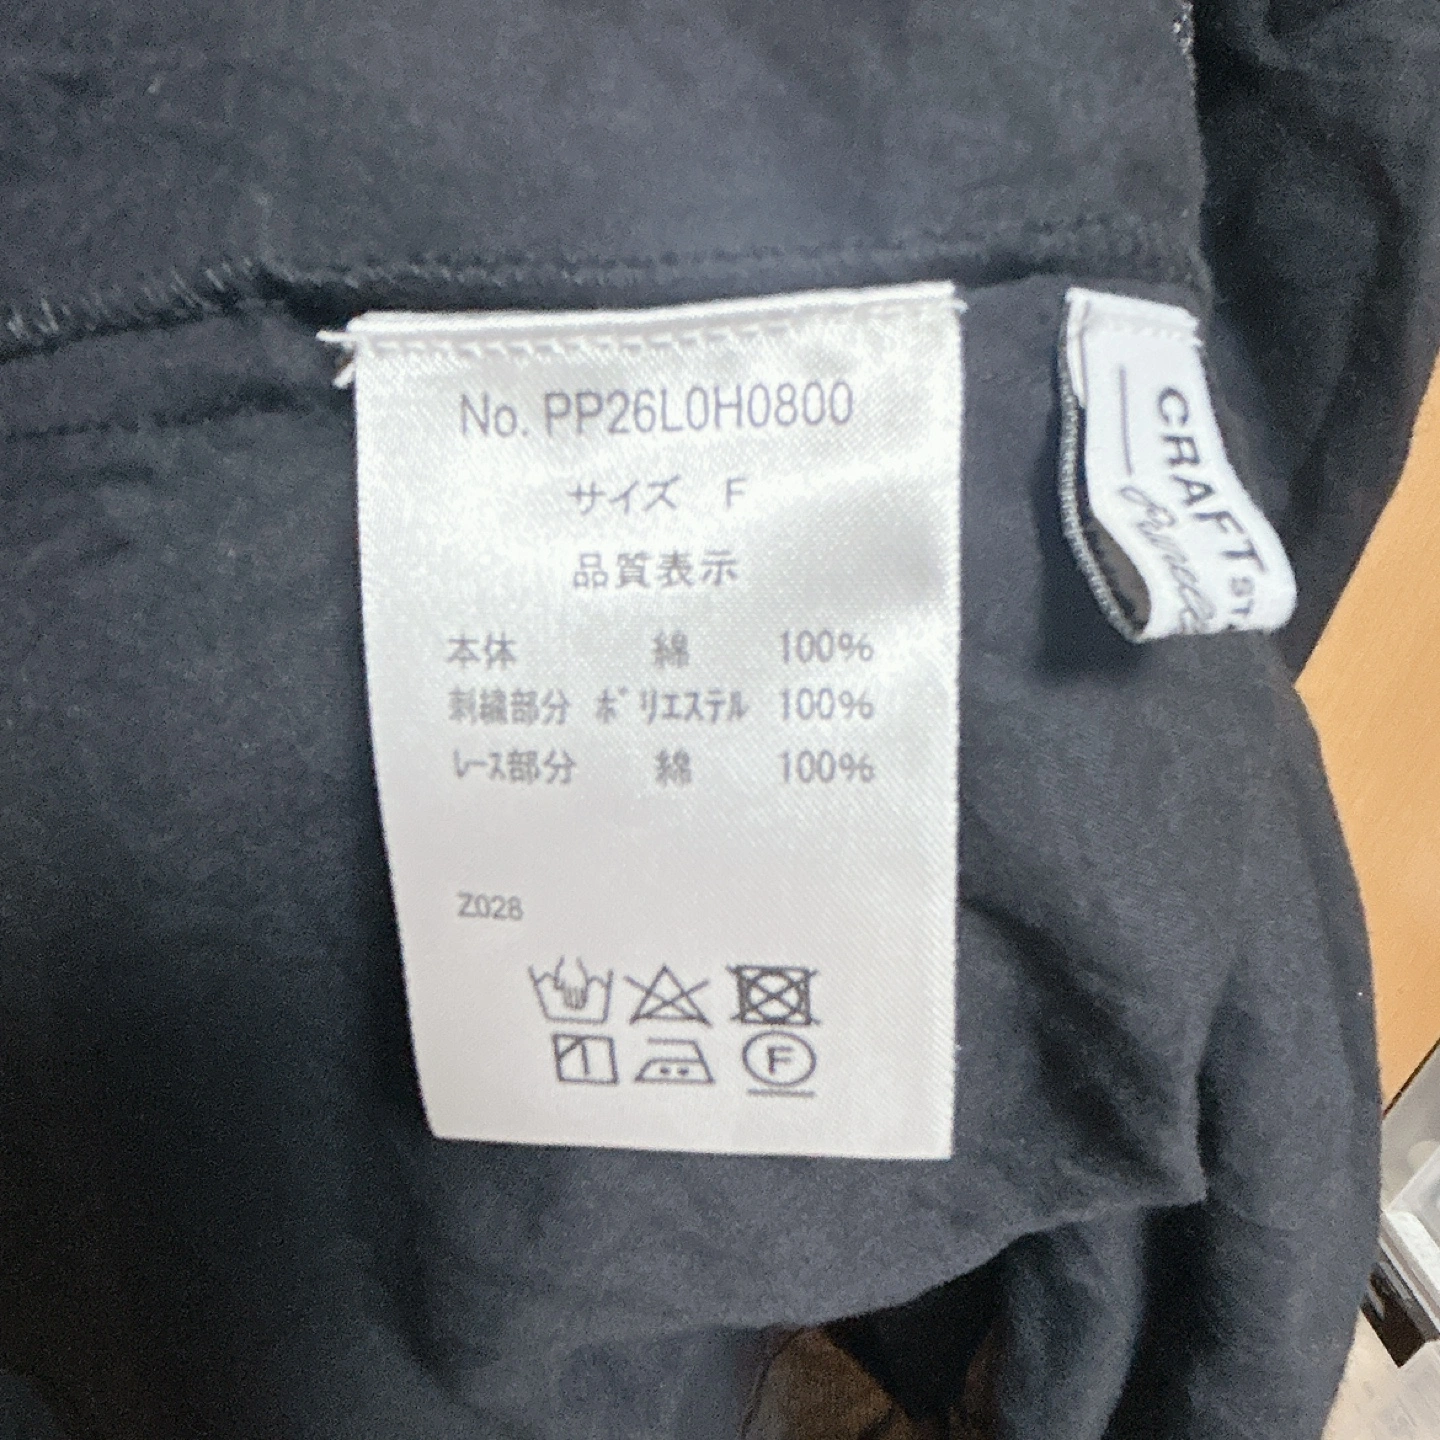 No. PP26L0H0800
サイズ F
品質表示
本体 綿 100%
刺繍部分 ポリエステル 100%
レース部分 綿 100%
Z028
F
CRAFT